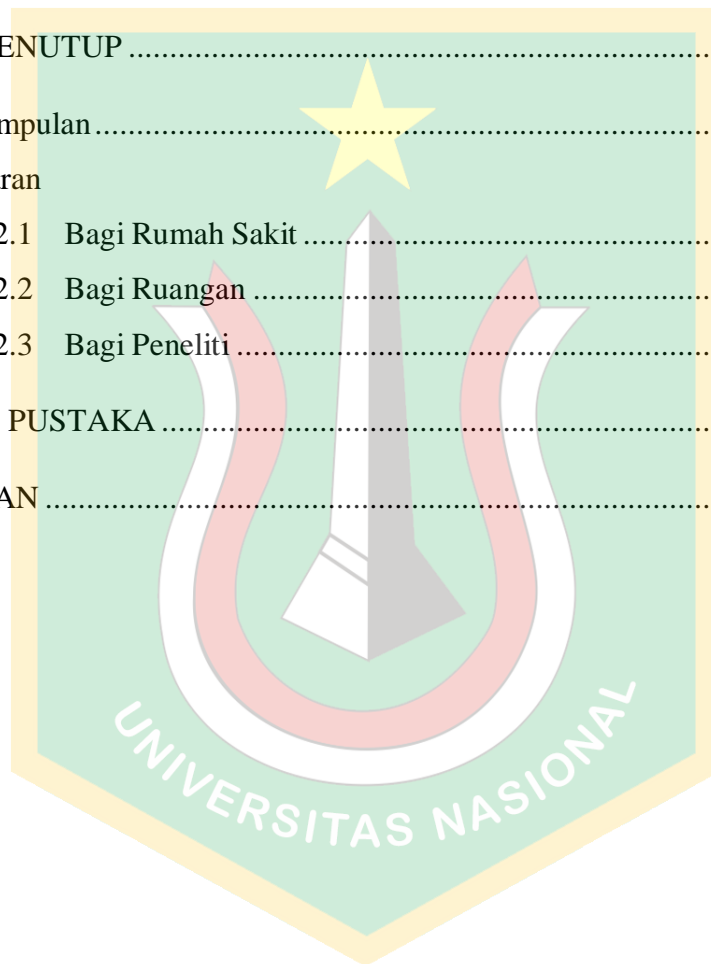 ENUTUP ........................................................................
mpulan........................................................................
ran
2.1 Bagi Rumah Sakit ....................................................
2.2 Bagi Ruangan ..........................................................
2.3 Bagi Peneliti ............................................................
PUSTAKA ....................................................................
AN ................................................................................
UNIVERSITAS NASIONAL